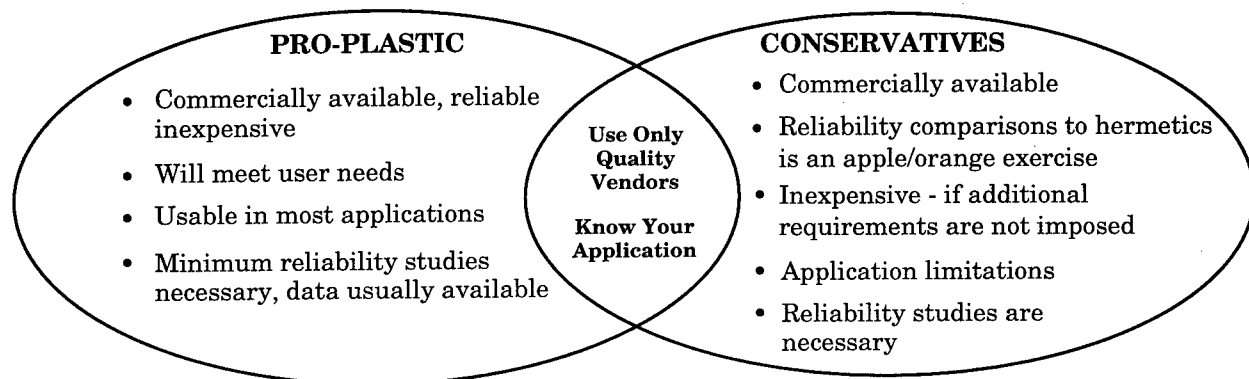 PRO-PLASTIC
• Commercially available, reliable
inexpensive
• Will meet user needs
• Usable in most applications
• Minimum reliability studies
necessary, data usually available
Use Only
Quality
Vendors
Know Your
Application
CONSERVATIVES
• Commercially available
• Reliability comparisons to hermetics
is an apple/orange exercise
• Inexpensive - if additional
requirements are not imposed
• Application limitations
• Reliability studies are
necessary